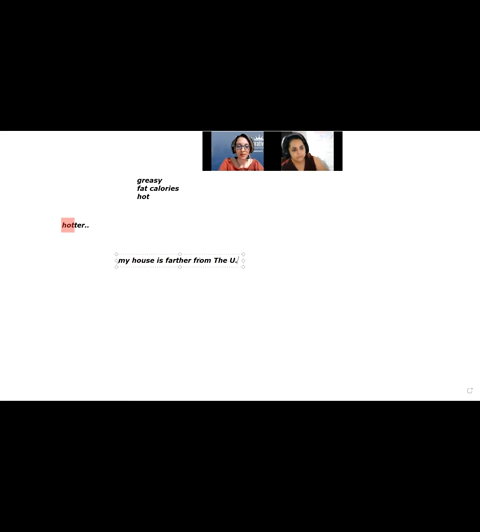 greasy
fat calories
hot
hotter..
my house is farther from The U.